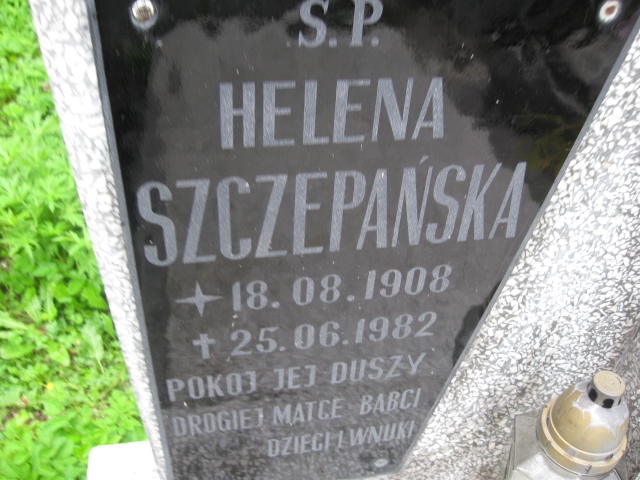 Ś.P.
HELENA
SZCZEPAŃSKA
18.08.1908
25.06.1982
POKOJ JEJ DUSZY
DROGIEJ MATCE BABCI
DZIECI I WNUKI